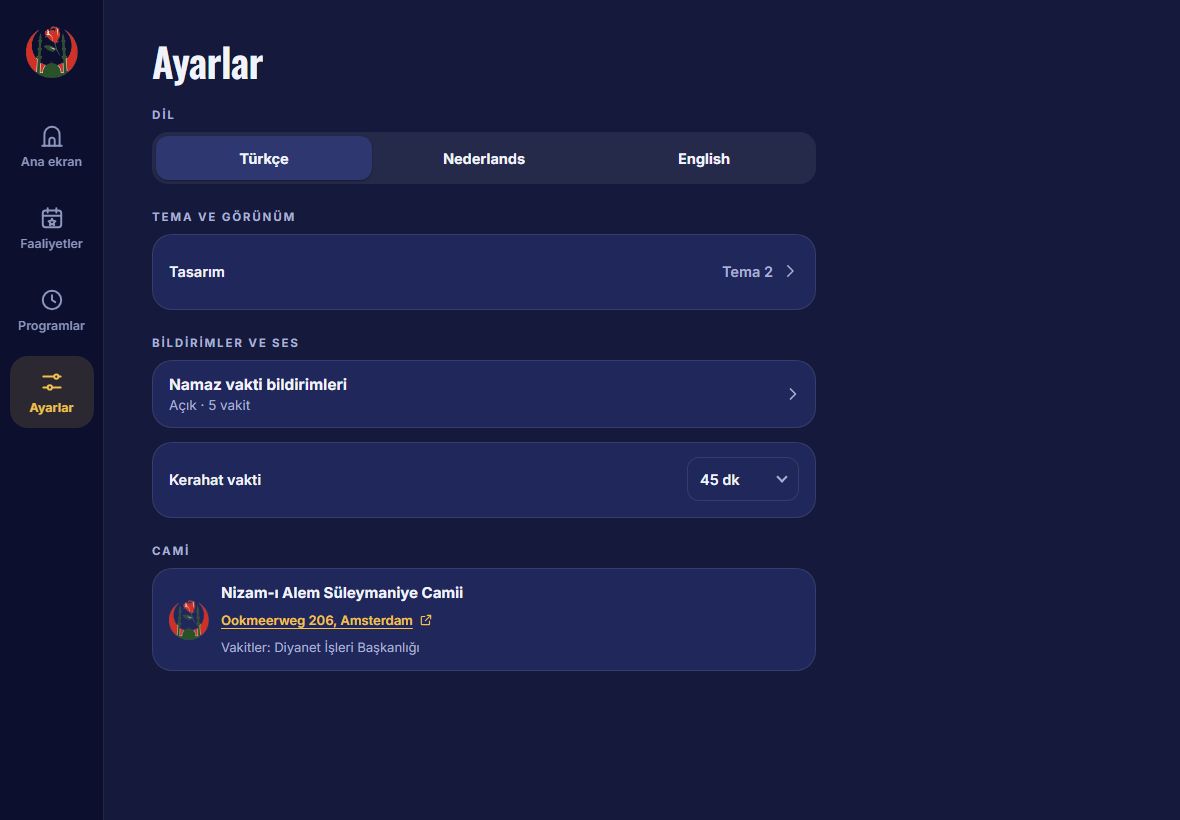 Ana ekran
Faaliyetler
Programlar
Ayarlar
Ayarlar
DİL
Türkçe
Nederlands
English
TEMA VE GÖRÜNÜM
Tasarım
Tema 2
BİLDİRİMLER VE SES
Namaz vakti bildirimleri
Açık · 5 vakit
Kerahat vakti
45 dk
CAMİ
Nizam-ı Alem Süleymaniye Camii
Ookmeerweg 206, Amsterdam
Vakitler: Diyanet İşleri Başkanlığı